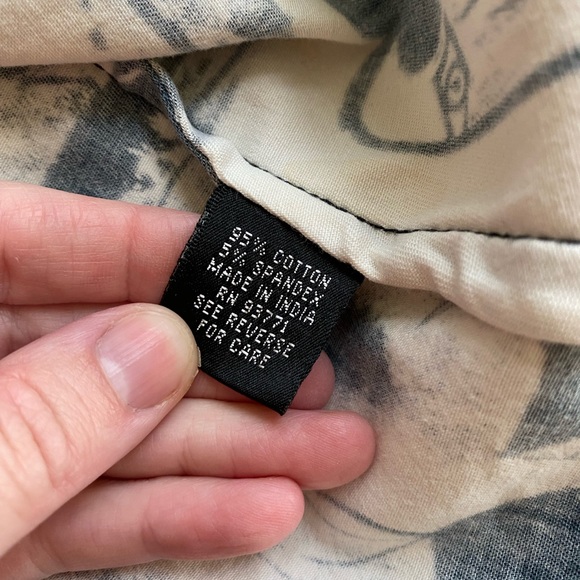 95% COTTON
5% SPANDEX
MADE IN INDIA
RN 93771
SEE REVERSE
FOR CARE